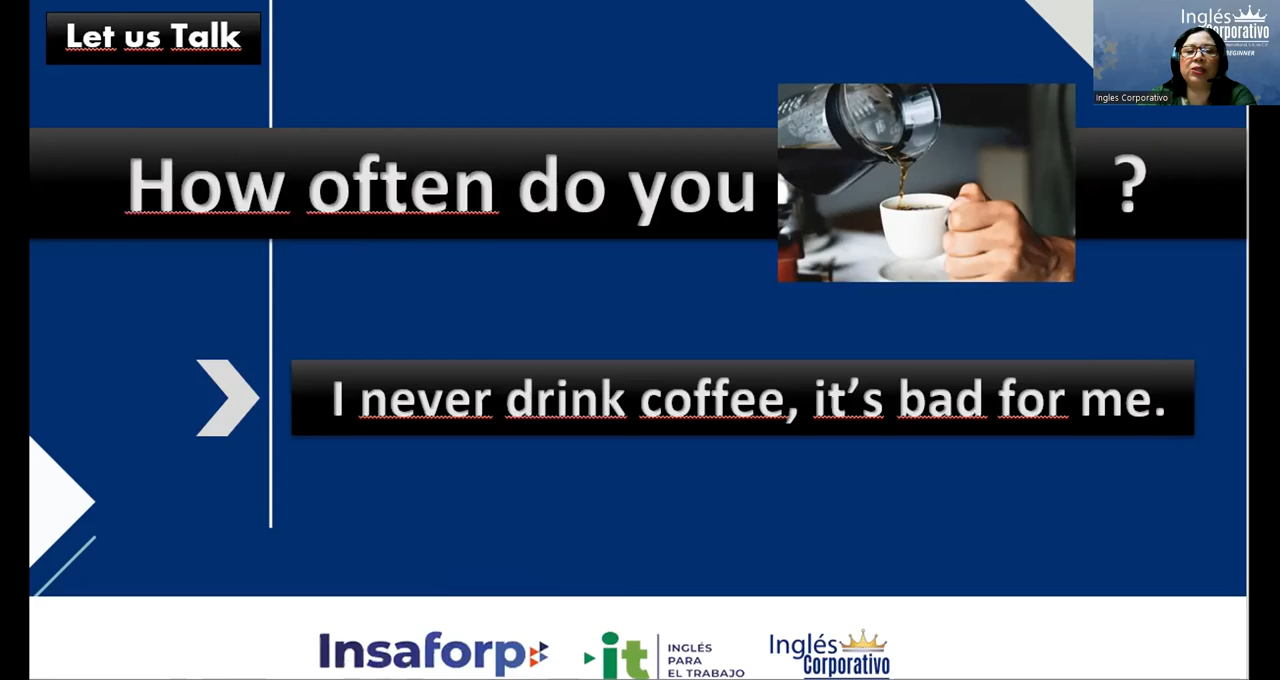 Let us Talk
Inglés
Corporativo
BEGINNER
Ingles Corporativo
How often do you ?
I never drink coffee, it’s bad for me.
Insaforp
it
INGLÉS
PARA
EL TRABAJO
Inglés
Corporativo